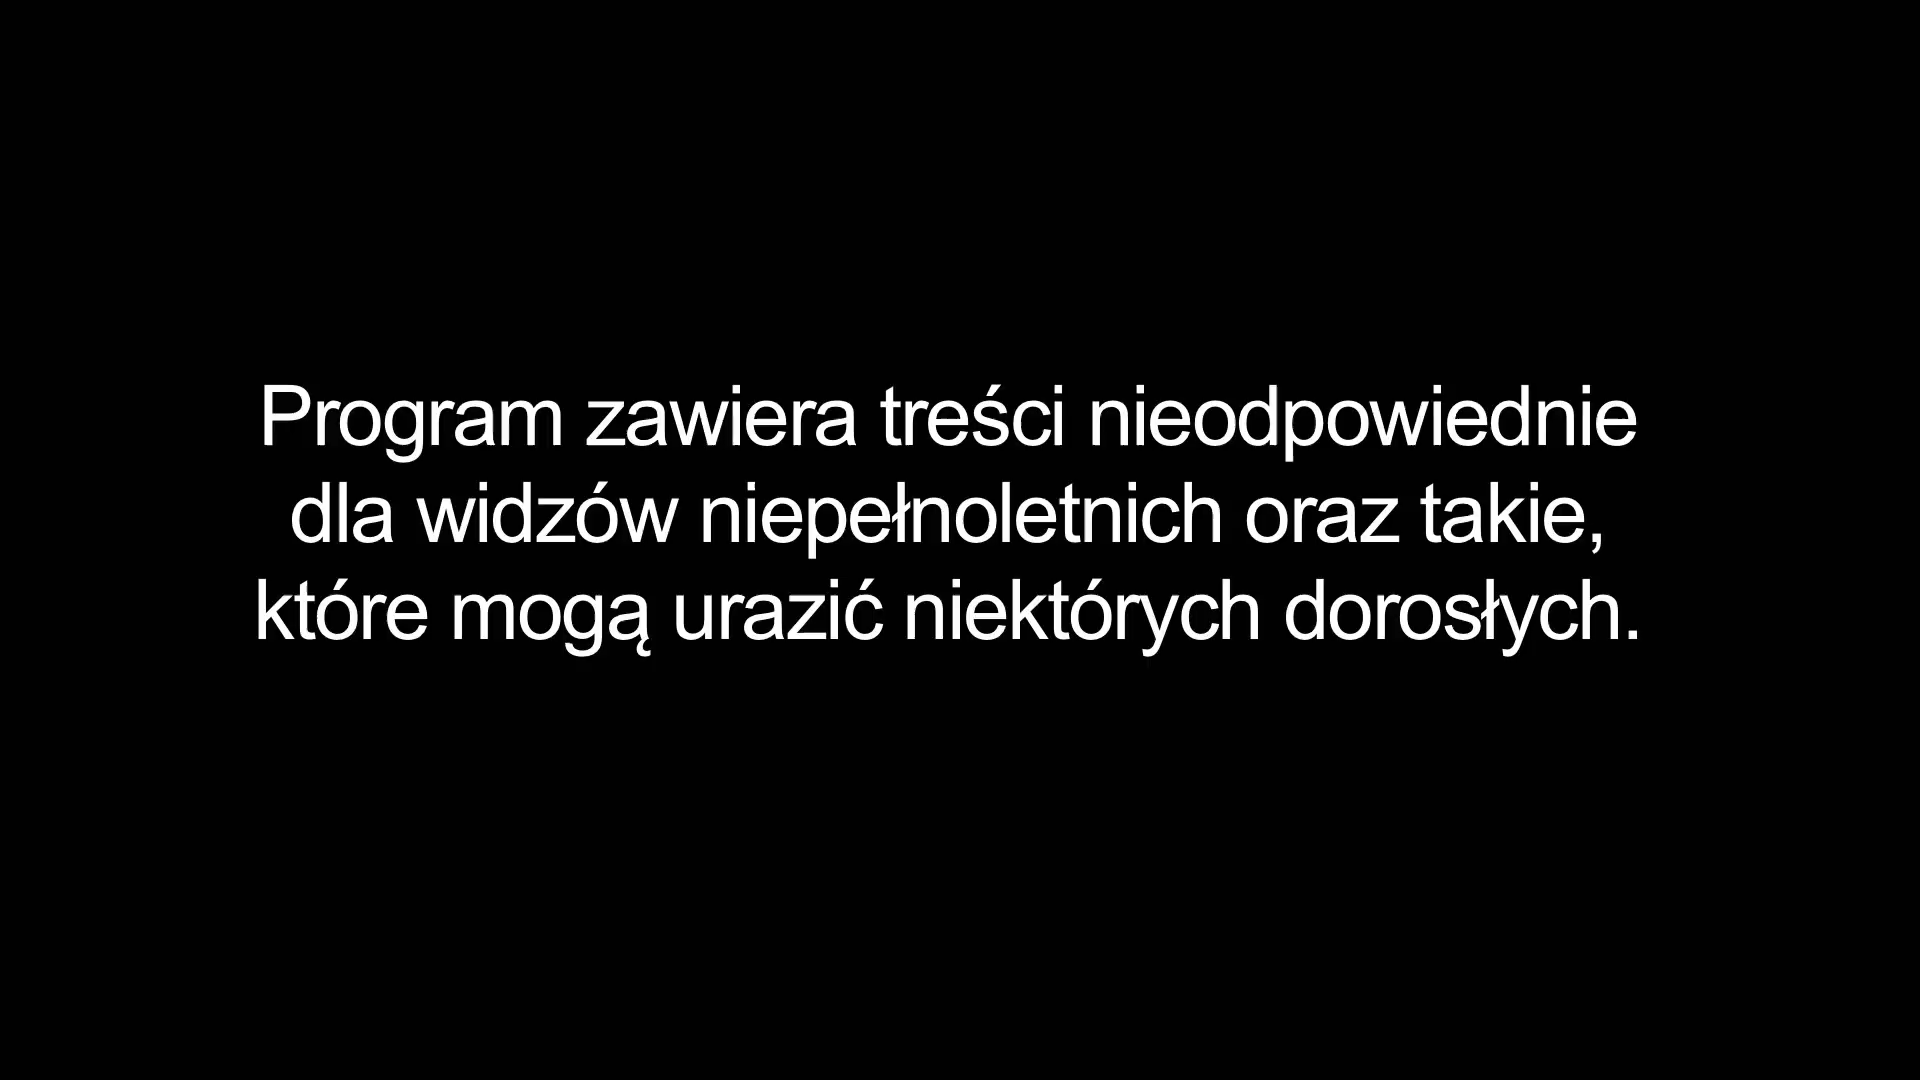 Program zawiera treści nieodpowiednie
dla widzów niepełnoletnich oraz takie,
które mogą urazić niektórych dorosłych.